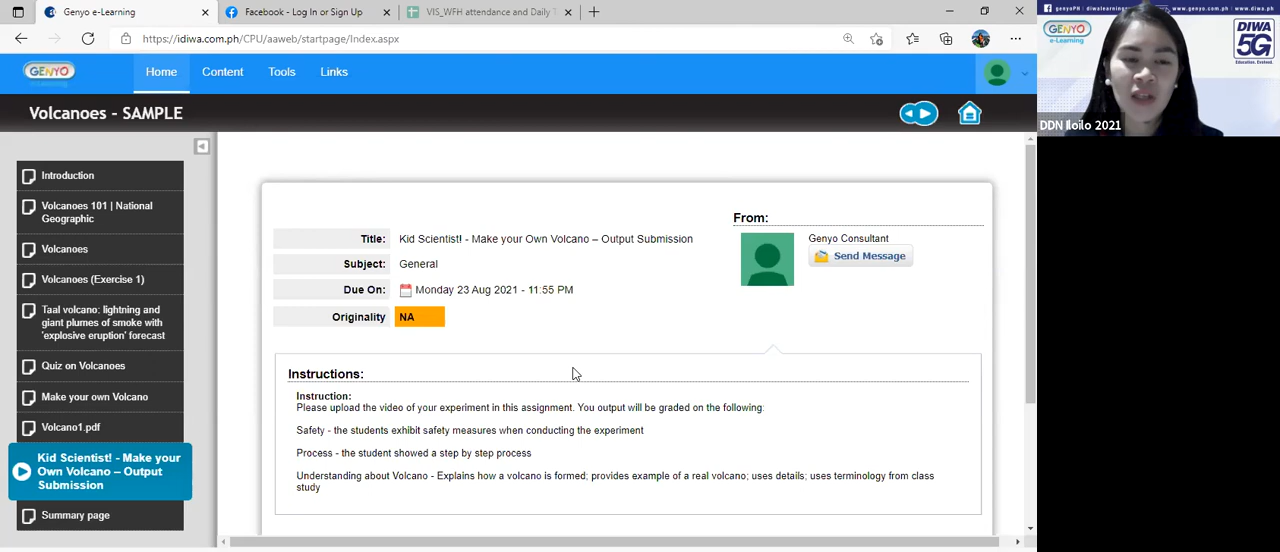 Genyo e-Learning
Facebook - Log In or Sign Up
VIS_WFH attendance and Daily T
https://idiwa.com.ph/CPU/aaweb/startpage/Default.aspx
GENYO
Home
Content
Tools
Links
Volcanoes - SAMPLE
Introduction
Volcanoes 101 | National
Geographic
Volcanoes
Volcanoes (Exercise 1)
Taal volcano: lightning and
giant plumes of smoke with
'explosive eruption' forecast
Quiz on Volcanoes
Make your own Volcano
Volcano1.pdf
Kid Scientist! - Make your
Own Volcano – Output
Submission
Summary page
Title: Kid Scientist! - Make your Own Volcano – Output Submission
Subject: General
Due On: Monday 23 Aug 2021 - 11:55 PM
Originality NA
From:
Genyo Consultant
Send Message
Instructions:
Instruction:
Please upload the video of your experiment in this assignment. You output will be graded on the following:
Safety - the students exhibit safety measures when conducting the experiment
Process - the student showed a step by step process
Understanding about Volcano - Explains how a volcano is formed; provides example of a real volcano; uses details; uses terminology from class
study
genyoPH
www.genyo.com.ph
GENYO
e-Learning
DIWA
5G
Education. Evolved.
DDN Iloilo 2021